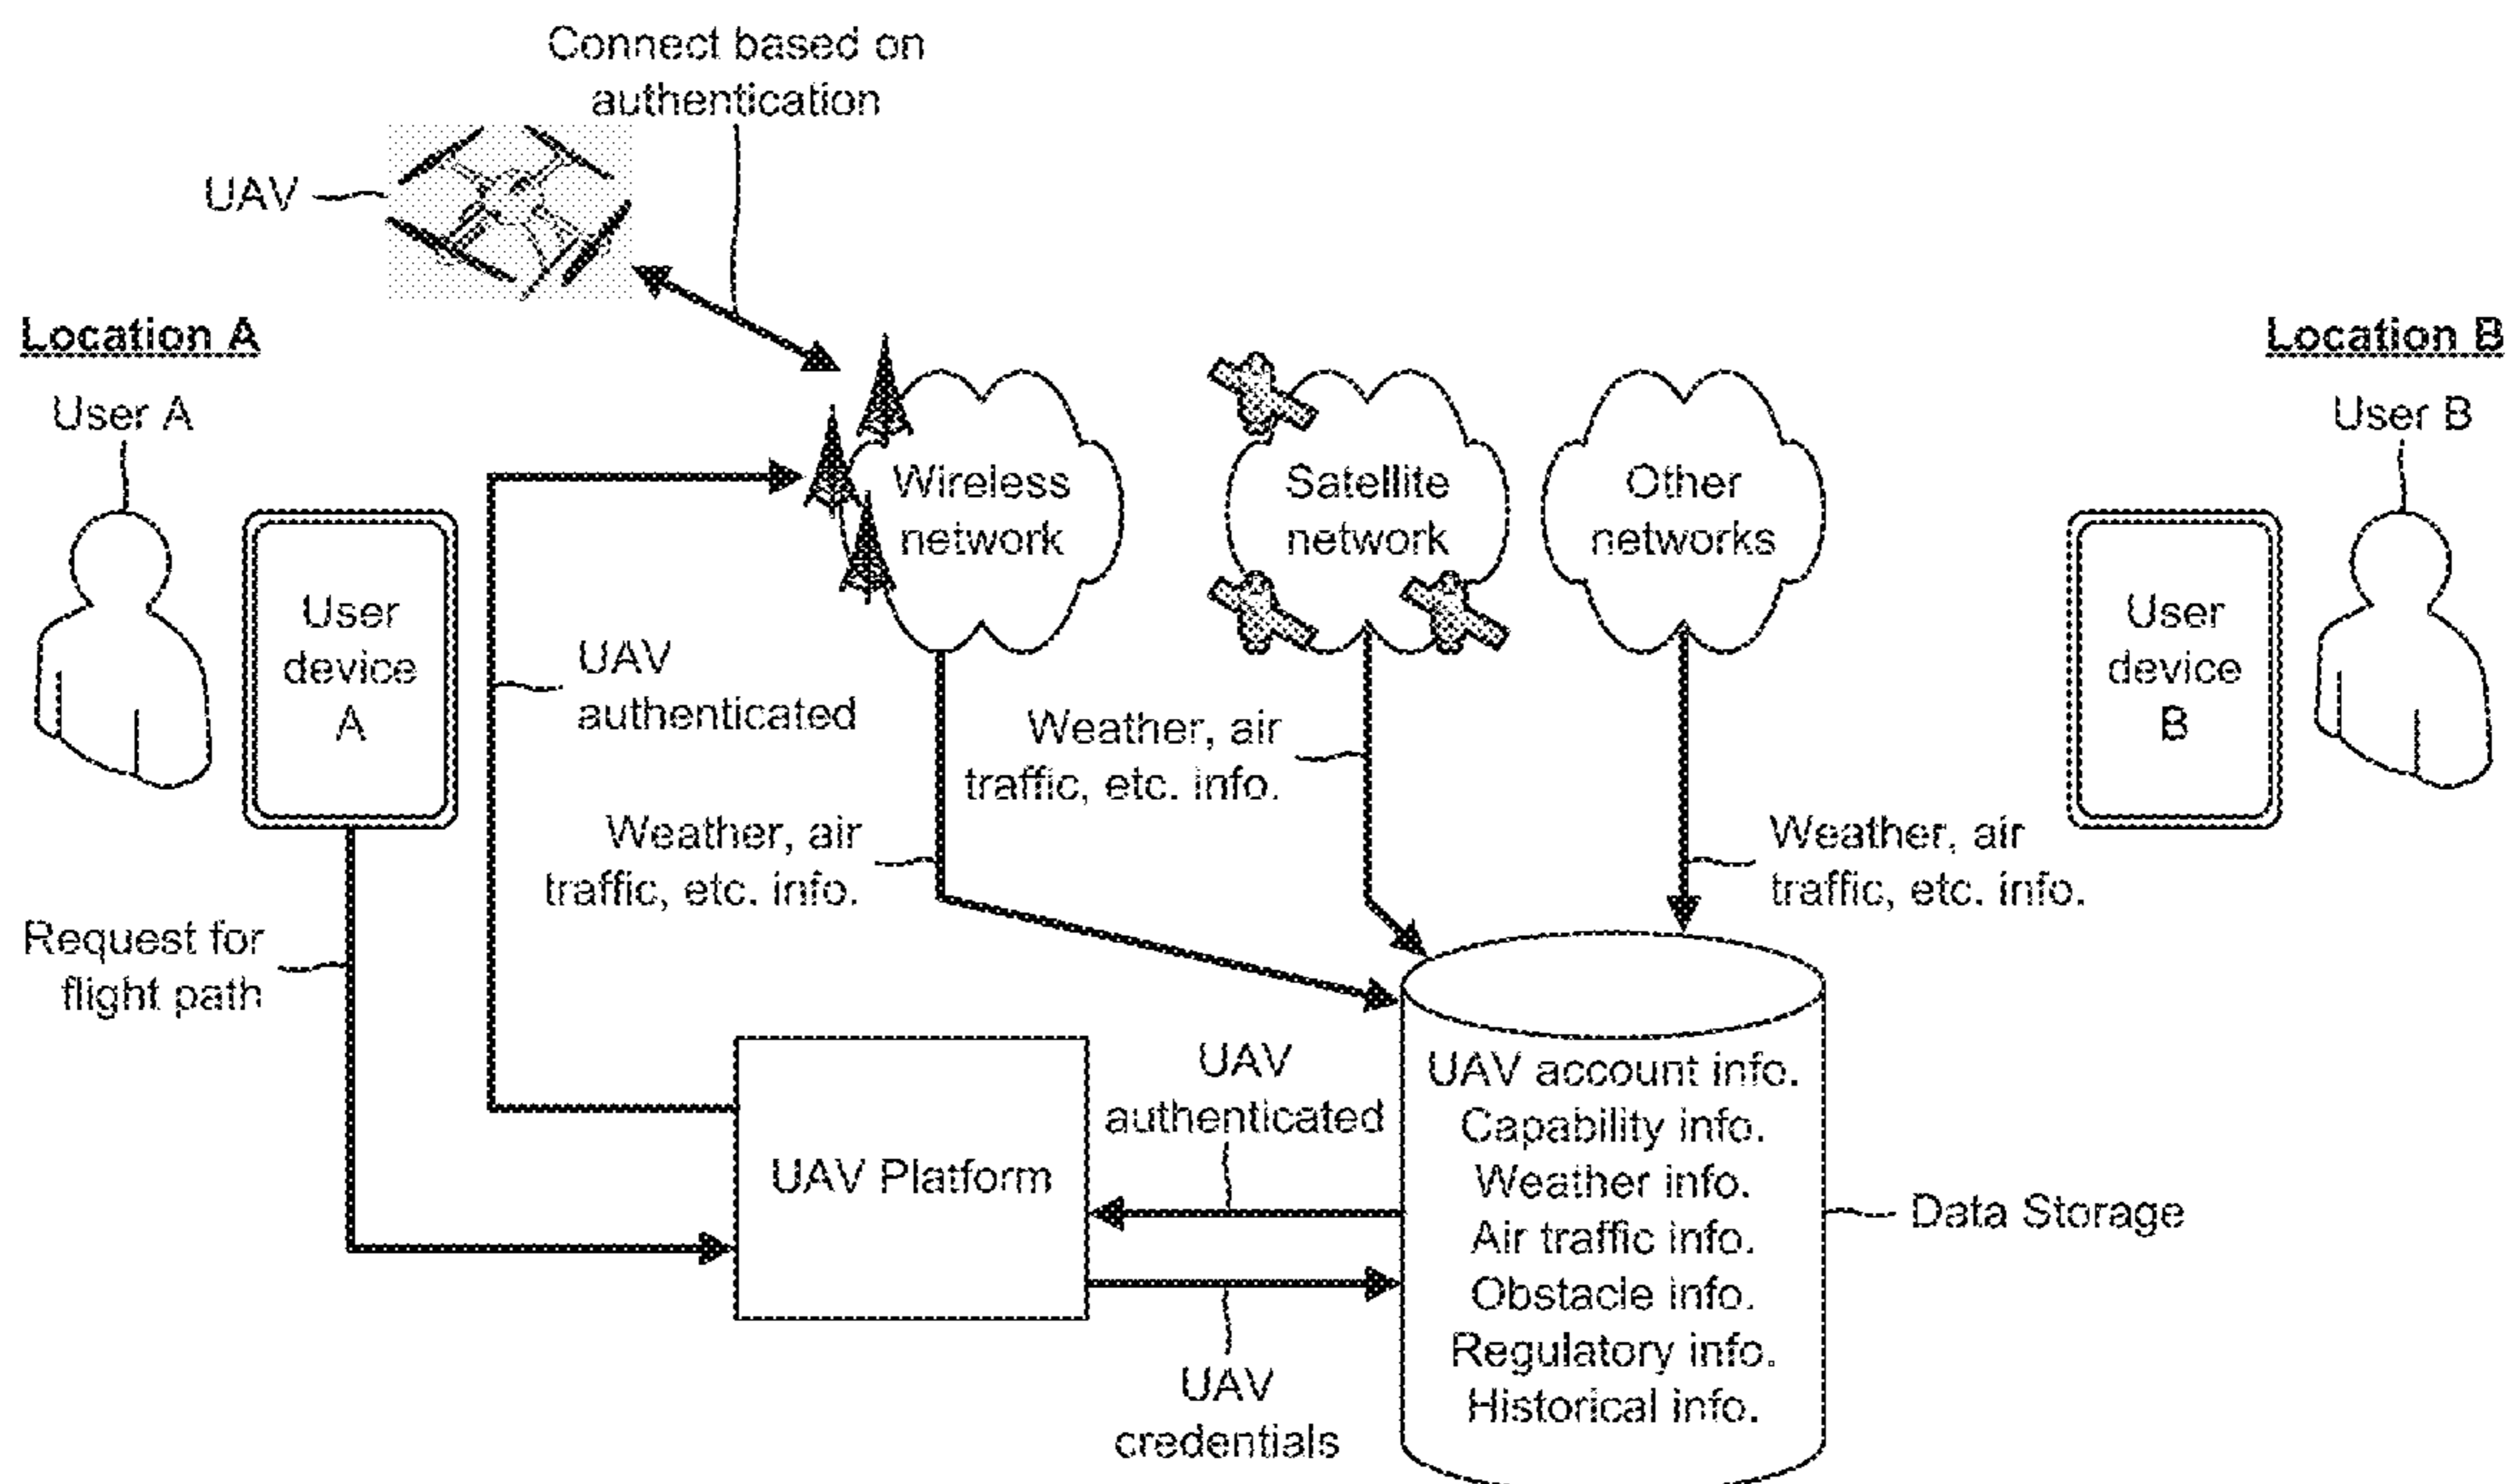 Connect based on
authentication
UAV
Location A
Location B
User A
User B
Wireless
network
Satellite
network
Other
networks
User
device
A
User
device
B
UAV
authenticated
Weather, air
traffic, etc. info.
Weather, air
traffic, etc. info.
Weather, air
traffic, etc. info.
Request for
flight path
UAV Platform
UAV
authenticated
UAV
credentials
UAV account info.
Capability info.
Weather info.
Air traffic info.
Obstacle info.
Regulatory info.
Historical info.
Data Storage